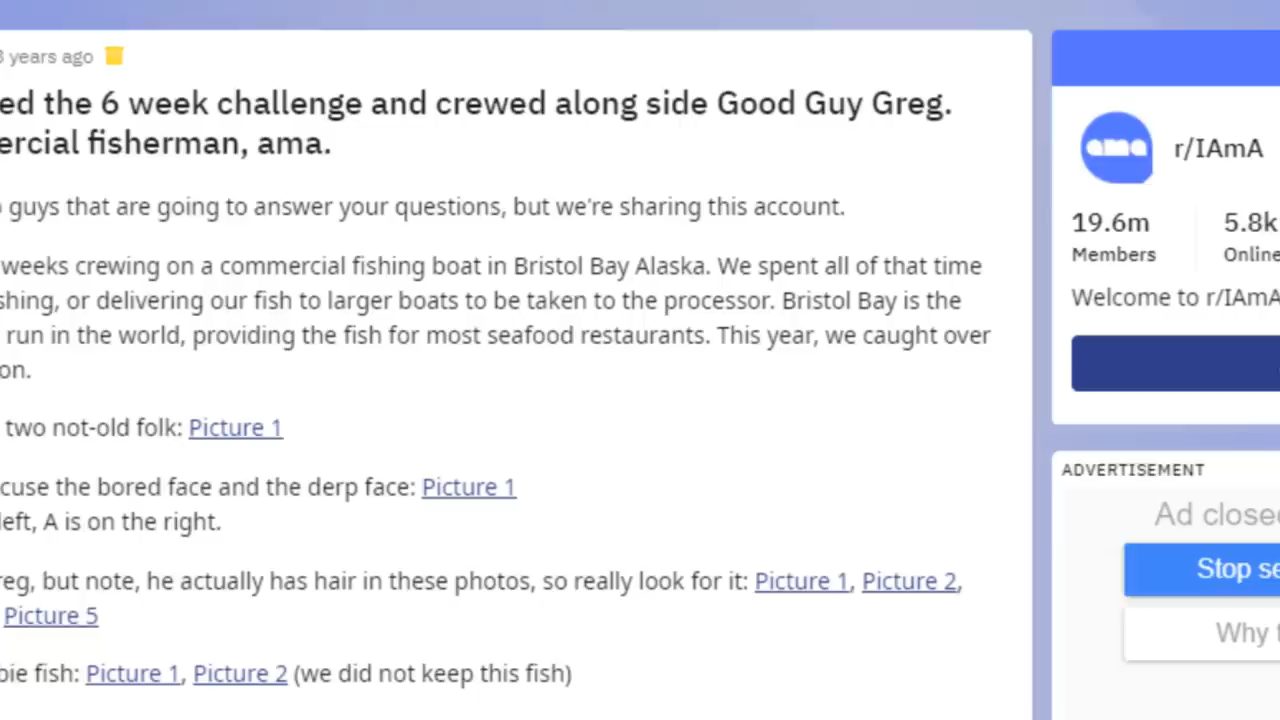 years ago
ed the 6 week challenge and crewed along side Good Guy Greg.
ercial fisherman, ama.
guys that are going to answer your questions, but we're sharing this account.
weeks crewing on a commercial fishing boat in Bristol Bay Alaska. We spent all of that time
shing, or delivering our fish to larger boats to be taken to the processor. Bristol Bay is the
run in the world, providing the fish for most seafood restaurants. This year, we caught over
on.
two not-old folk: Picture 1
cuse the bored face and the derp face: Picture 1
left, A is on the right.
reg, but note, he actually has hair in these photos, so really look for it: Picture 1, Picture 2,
Picture 5
bie fish: Picture 1, Picture 2 (we did not keep this fish)
ama
r/IAmA
19.6m 5.8k
Members Online
Welcome to r/IAmA
ADVERTISEMENT
Ad closed
Stop se
Why t